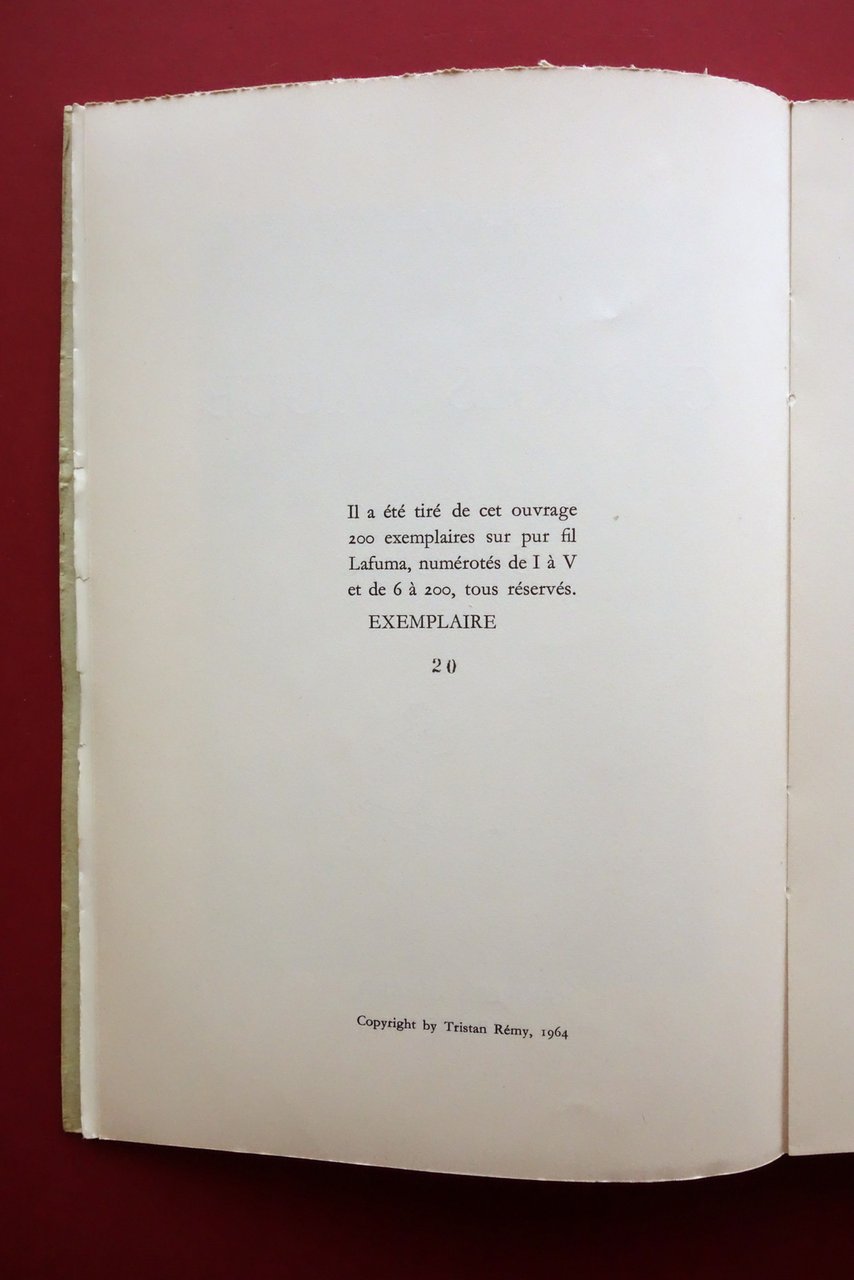 Il a été tiré de cet ouvrage
200 exemplaires sur pur fil
Lafuma, numérotés de I à V
et de 6 à 200, tous réservés.
EXEMPLAIRE
20
Copyright by Tristan Rémy, 1964